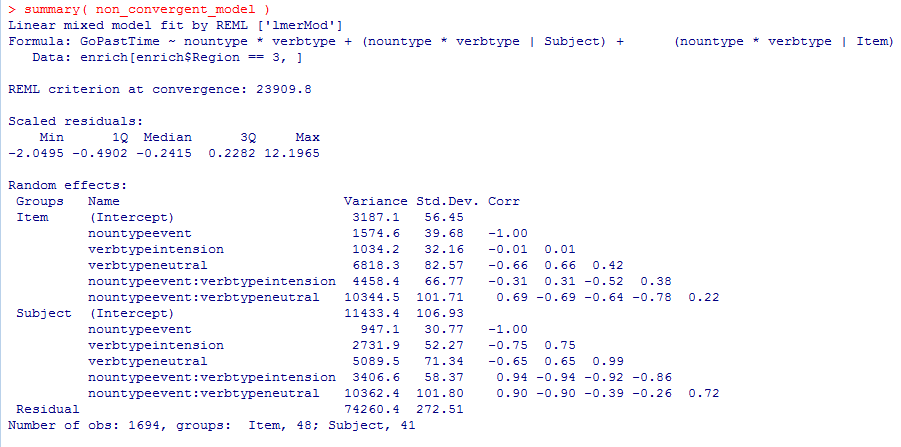 > summary( non_convergent_model )
Linear mixed model fit by REML ['lmerMod']
Formula: GoPastTime ~ nountype * verbtype + (nountype * verbtype | Subject) +      (nountype * verbtype | Item)
   Data: enrich[enrich$Region == 3, ]

REML criterion at convergence: 23909.8

Scaled residuals:
    Min      1Q  Median      3Q     Max
-2.0495 -0.4902 -0.2415  0.2282 12.1965

Random effects:
 Groups   Name                          Variance Std.Dev. Corr
 Item     (Intercept)                    3187.1   56.45
          nountypeevent                  1574.6   39.68   -1.00
          verbtypeintension              1034.2   32.16   -0.01  0.01
          verbtypeneutral                6818.3   82.57   -0.66  0.66  0.42
          nountypeevent:verbtypeintension  4458.4   66.77   -0.31  0.31 -0.52  0.38
          nountypeevent:verbtypeneutral 10344.5  101.71    0.69 -0.69 -0.64 -0.78  0.22
 Subject  (Intercept)                   11433.4  106.93
          nountypeevent                   947.1   30.77   -1.00
          verbtypeintension              2731.9   52.27   -0.75  0.75
          verbtypeneutral                5089.5   71.34   -0.65  0.65  0.99
          nountypeevent:verbtypeintension  3406.6   58.37    0.94 -0.94 -0.92 -0.86
          nountypeevent:verbtypeneutral 10362.4  101.80    0.90 -0.90 -0.39 -0.26  0.72
 Residual                               74260.4  272.51
Number of obs: 1694, groups:  Item, 48; Subject, 41